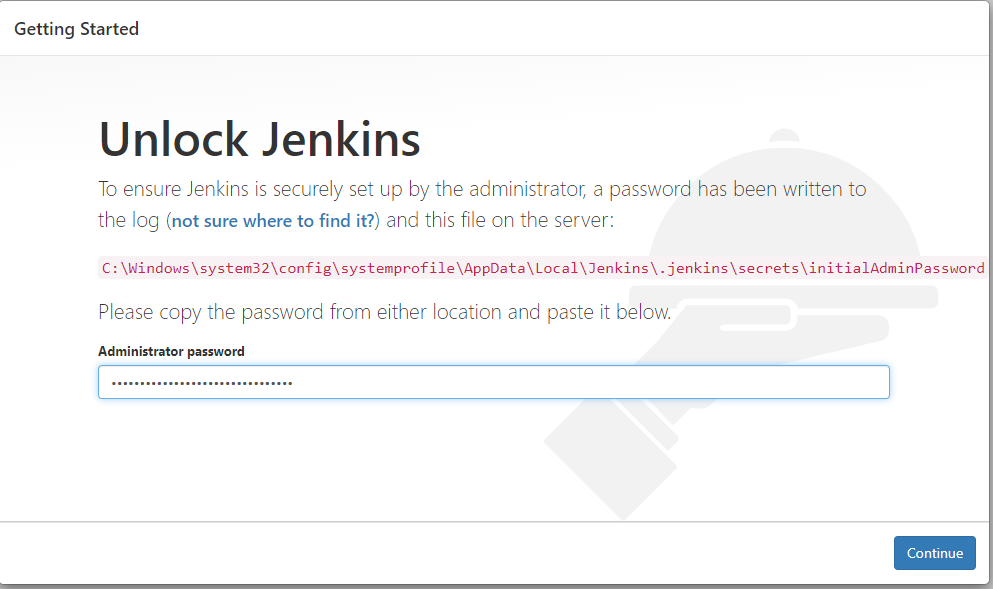 Getting Started
Unlock Jenkins
To ensure Jenkins is securely set up by the administrator, a password has been written to
the log (not sure where to find it?) and this file on the server:
C:\Windows\system32\config\systemprofile\AppData\Local\Jenkins\.jenkins\secrets\initialAdminPassword
Please copy the password from either location and paste it below.
Administrator password
••••••••••••••••••••••••••••••••
Continue